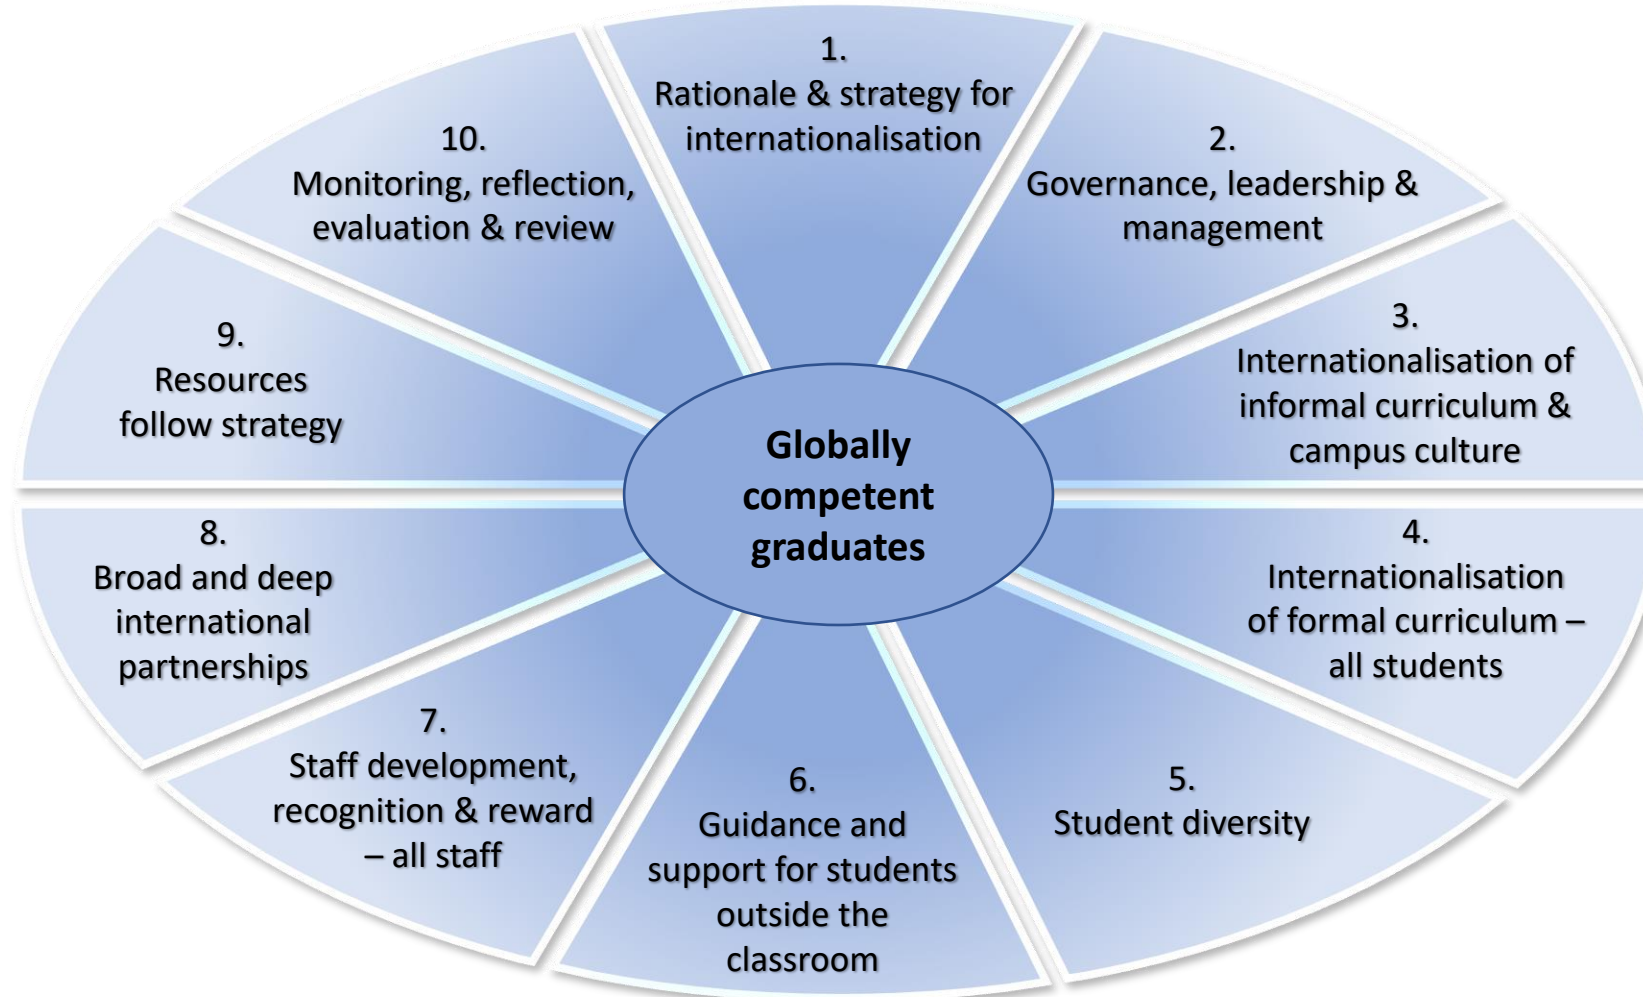 1.
Rationale & strategy for
internationalisation
2.
Governance, leadership &
management
3.
Internationalisation of
informal curriculum &
campus culture
4.
Internationalisation
of formal curriculum –
all students
5.
Student diversity
6.
Guidance and
support for students
outside the
classroom
7.
Staff development,
recognition & reward
– all staff
8.
Broad and deep
international
partnerships
9.
Resources
follow strategy
10.
Monitoring, reflection,
evaluation & review
Globally
competent
graduates